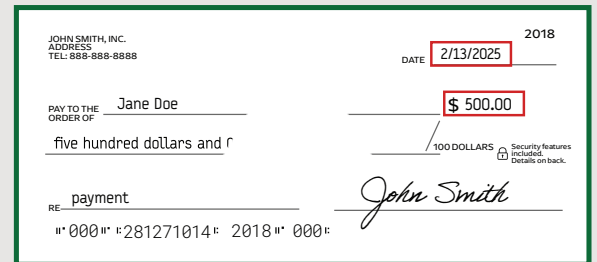 JOHN SMITH, INC.
ADDRESS
TEL: 888-888-8888
2018
DATE 2/13/2025
PAY TO THE
ORDER OF Jane Doe
$ 500.00
five hundred dollars and
100 DOLLARS
Security features
included.
Details on back.
RE payment
John Smith
⑈000⑈ ⑆281271014⑆ 2018⑈ 000⑆